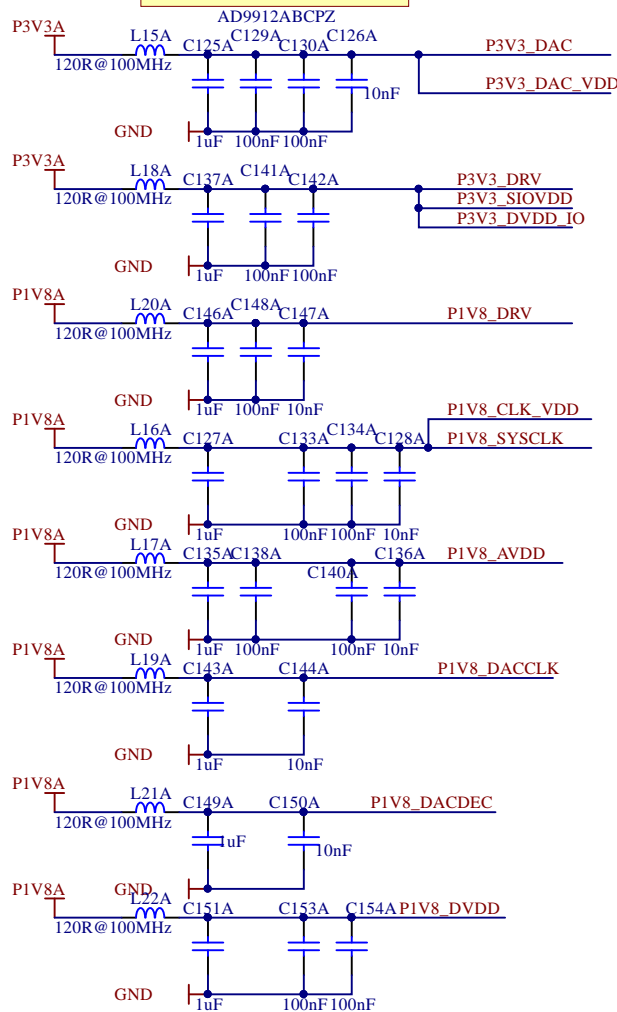 AD9912ABCPZ
P3V3A
L15A
C125A
C129A
C130A
C126A
P3V3_DAC
120R@100MHz
P3V3_DAC_VDD
10nF
GND
1uF
100nF
100nF
P3V3A
L18A
C137A
C141A
C142A
P3V3_DRV
120R@100MHz
P3V3_SIOVDD
P3V3_DVDD_IO
GND
1uF
100nF
100nF
P1V8A
L20A
C146A
C148A
C147A
P1V8_DRV
120R@100MHz
GND
1uF
100nF
10nF
P1V8_CLK_VDD
P1V8A
L16A
C127A
C133A
C134A
C128A
P1V8_SYSCLK
120R@100MHz
GND
1uF
100nF
100nF
10nF
P1V8A
L17A
C135A
C138A
C136A
P1V8_AVDD
120R@100MHz
C140A
GND
1uF
100nF
100nF
10nF
P1V8A
L19A
C143A
C144A
P1V8_DACCLK
120R@100MHz
GND
1uF
10nF
P1V8A
L21A
C149A
C150A
P1V8_DACDEC
120R@100MHz
1uF
10nF
GND
P1V8A
L22A
C151A
C153A
C154A
P1V8_DVDD
120R@100MHz
GND
1uF
100nF
100nF